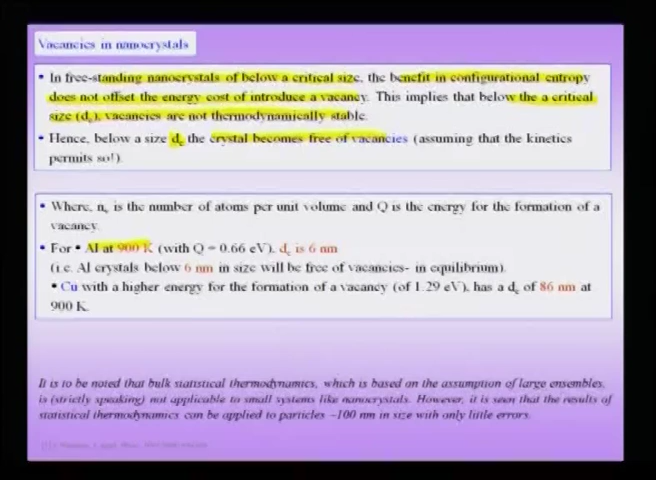 Vacancies in nanocrystals
• In free-standing nanocrystals of below a critical size, the benefit in configurational entropy
does not offset the energy cost of introduce a vacancy. This implies that below the a critical
size (dc), vacancies are not thermodynamically stable.
• Hence, below a size dc the crystal becomes free of vacancies (assuming that the kinetics
permits so!).
• Where, nv is the number of atoms per unit volume and Q is the energy for the formation of a
vacancy.
• For • Al at 900 K (with Q = 0.66 eV), dc is 6 nm
(i.e. Al crystals below 6 nm in size will be free of vacancies- in equilibrium).
• Cu with a higher energy for the formation of a vacancy (of 1.29 eV), has a dc of 86 nm at
900 K.
It is to be noted that bulk statistical thermodynamics, which is based on the assumption of large ensembles,
is (strictly speaking) not applicable to small systems like nanocrystals. However, it is seen that the results of
statistical thermodynamics can be applied to particles ~100 nm in size with only little errors.